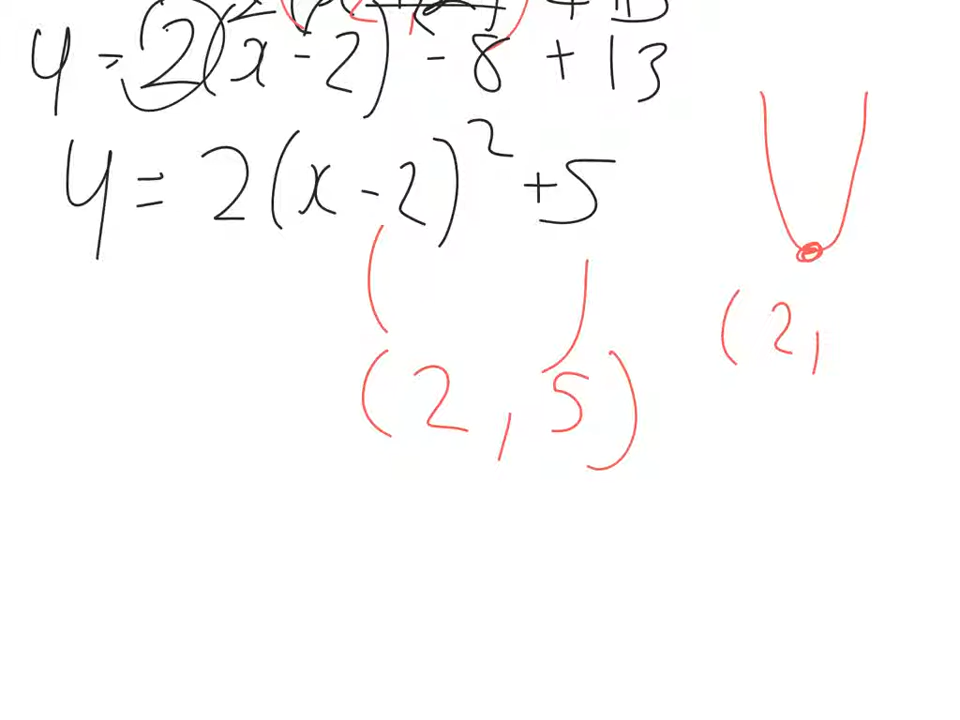 y = 2(x - 2) - 8 + 13
y = 2(x - 2)² + 5
(2,
(2, 5)